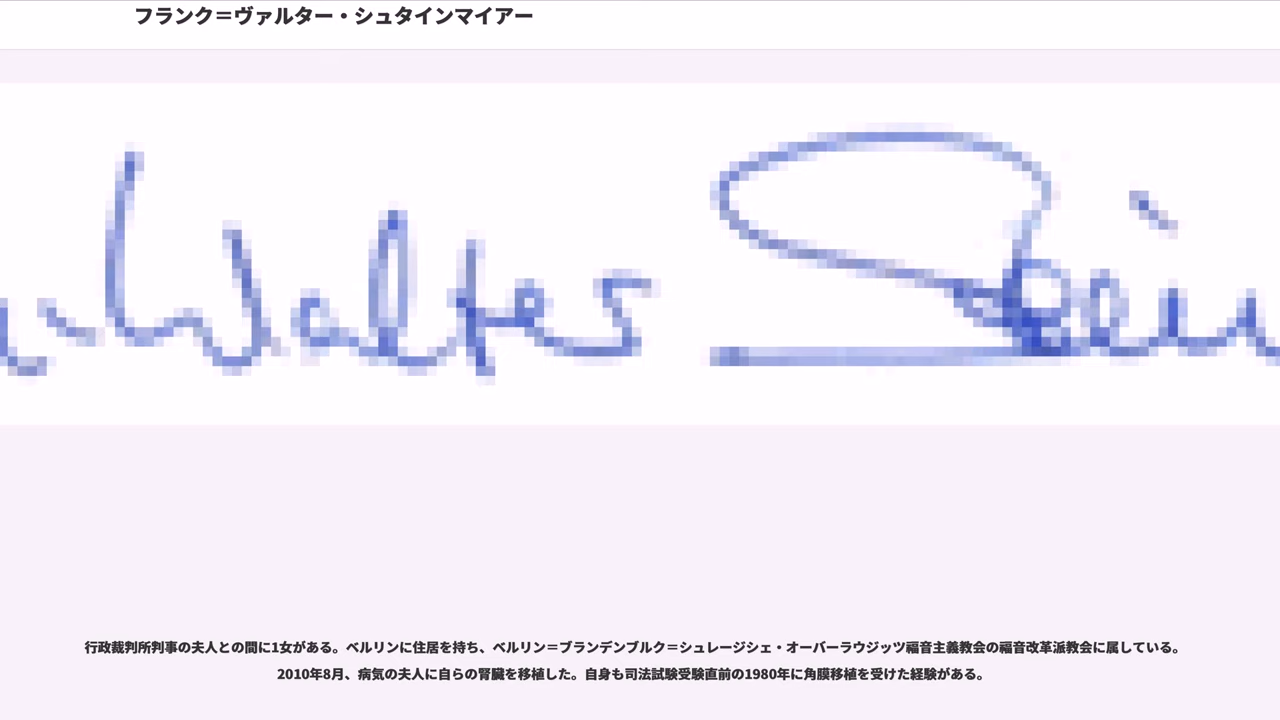 フランク＝ヴァルター・シュタインマイアー
Walter
行政裁判所判事の夫人との間に1女がある。ベルリンに住居を持ち、ベルリン＝ブランデンブルク＝シュレージシェ・オーバーラウジッツ福音主義教会の福音改革派教会に属している。
2010年8月、病気の夫人に自らの腎臓を移植した。自身も司法試験受験直前の1980年に角膜移植を受けた経験がある。